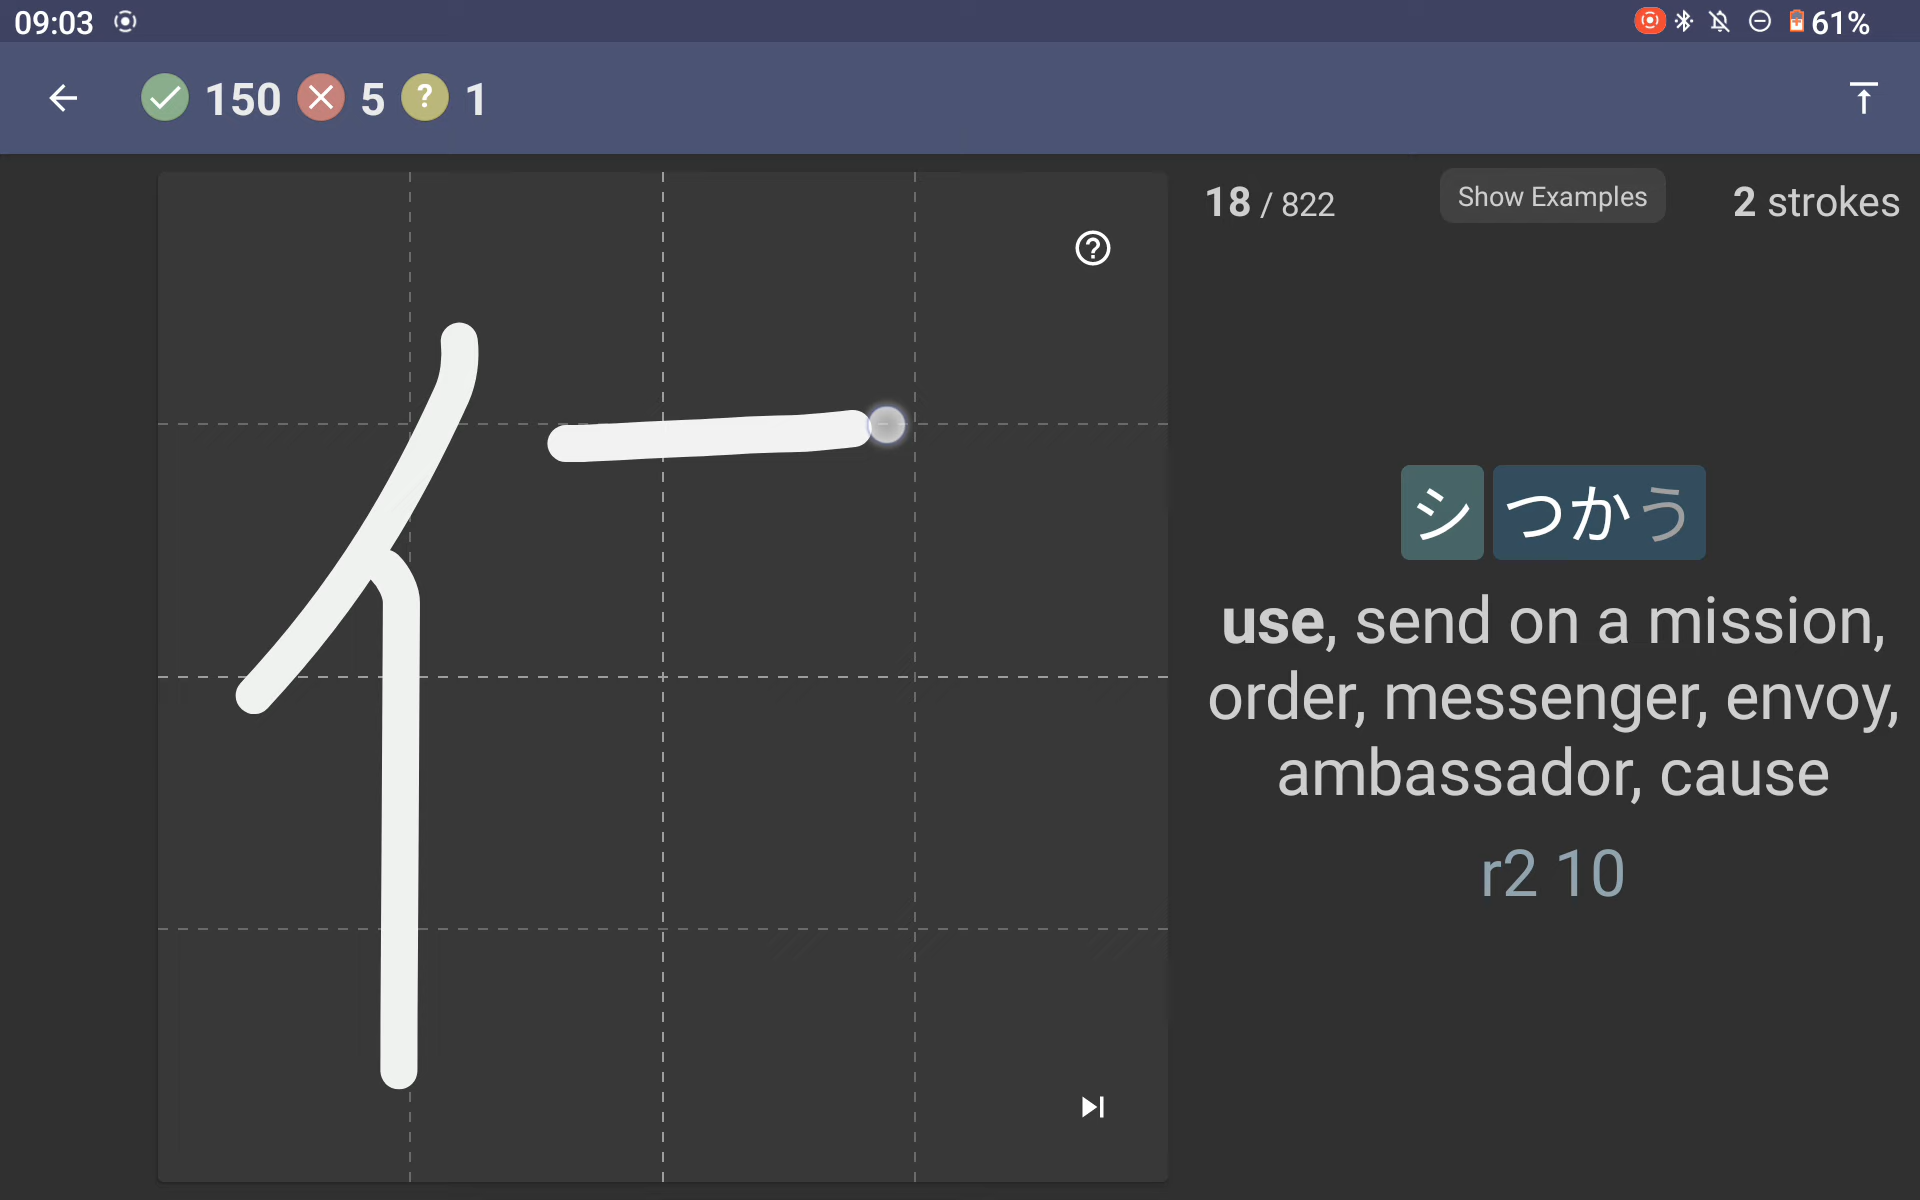 09:03 61%
150 5 ? 1
18 / 822 Show Examples 2 strokes
?
シ つかう
use, send on a mission,
order, messenger, envoy,
ambassador, cause
r2 10